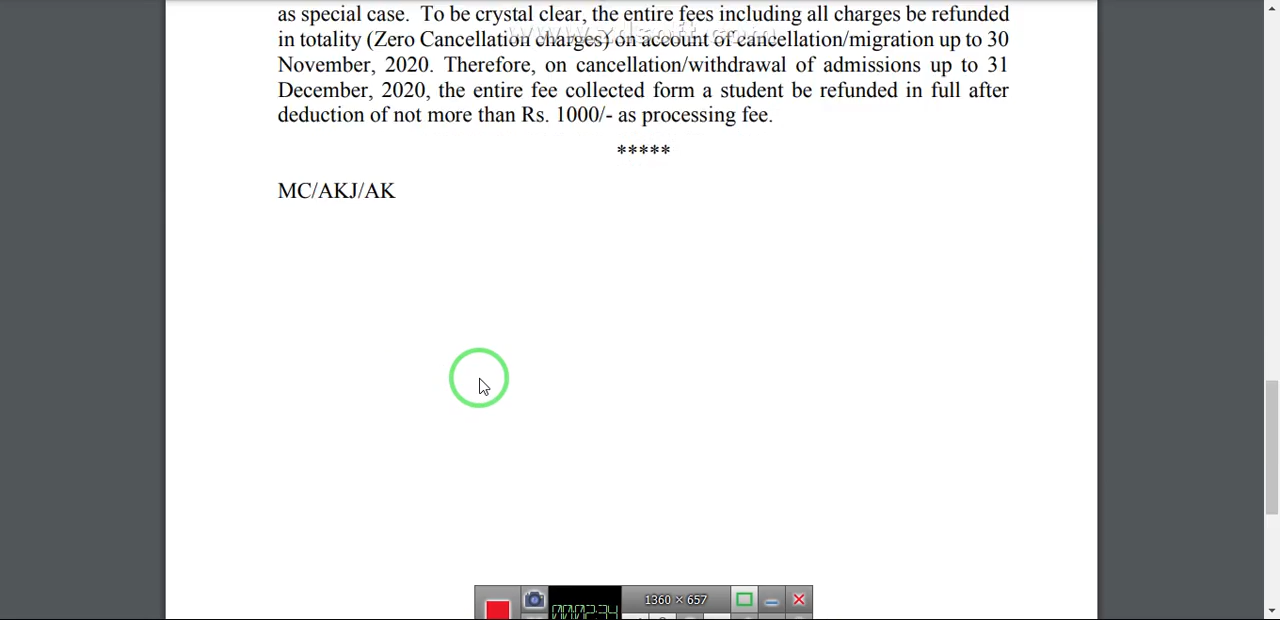 as special case. To be crystal clear, the entire fees including all charges be refunded
www.zdsoft.com
in totality (Zero Cancellation charges) on account of cancellation/migration up to 30
November, 2020. Therefore, on cancellation/withdrawal of admissions up to 31
December, 2020, the entire fee collected form a student be refunded in full after
deduction of not more than Rs. 1000/- as processing fee.
*****
MC/AKJ/AK
1360 × 657